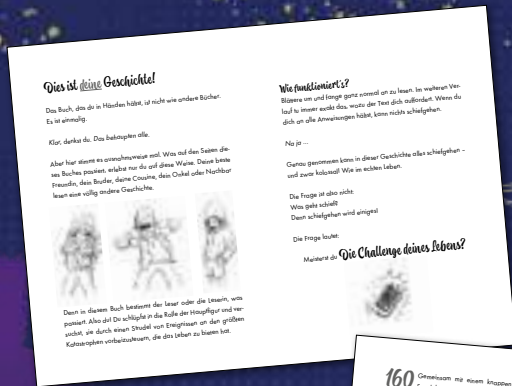 Dies ist deine Geschichte!
Das Buch, das du in Händen hältst, ist nicht wie andere Bücher.
Es ist einmalig.
Klar, denkst du. Das behaupten alle.
Aber hier stimmt es ausnahmsweise mal. Was auf den Seiten die-
ses Buches passiert, erlebst nur du auf diese Weise. Deine beste
Freundin, dein Bruder, deine Cousine, dein Onkel oder Nachbar
lesen eine völlig andere Geschichte.
Denn in diesem Buch bestimmt der Leser oder die Leserin, was
passiert. Also du! Du schlüpfst in die Rolle der Hauptfigur und ver-
suchst, sie durch einen Strudel von Ereignissen an den größten
Katastrophen vorbeizusteuern, die das Leben zu bieten hat.
Wie funktioniert's?
Blättere um und fange ganz normal an zu lesen. Im weiteren Ver-
lauf tu immer exakt das, wozu der Text dich auffordert. Wenn du
dich an alle Anweisungen hältst, kann nichts schiefgehen.
Na ja ...
Genau genommen kann in dieser Geschichte alles schiefgehen –
und zwar kolossal! Wie im echten Leben.
Die Frage ist also nicht:
Was geht schief?
Denn schiefgehen wird einiges!
Die Frage lautet:
Meisterst du Die Challenge deines Lebens?
160 Gemeinsam mit einem knappen